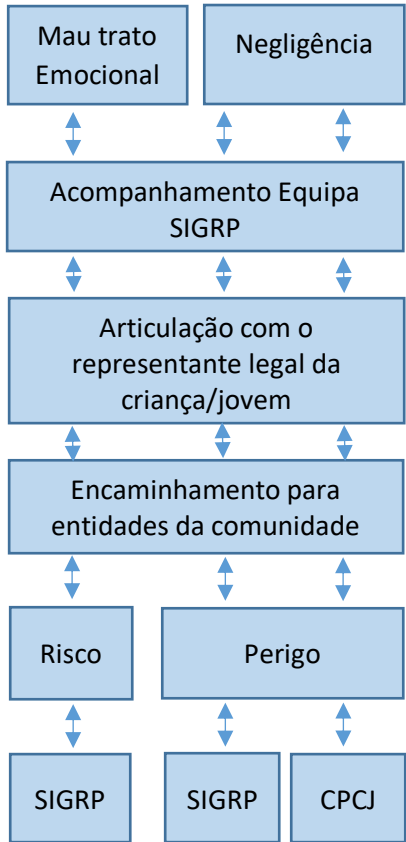 Mau trato
Emocional
Negligência
Acompanhamento Equipa
SIGRP
Articulação com o
representante legal da
criança/jovem
Encaminhamento para
entidades da comunidade
Risco
Perigo
SIGRP
SIGRP
CPCJ